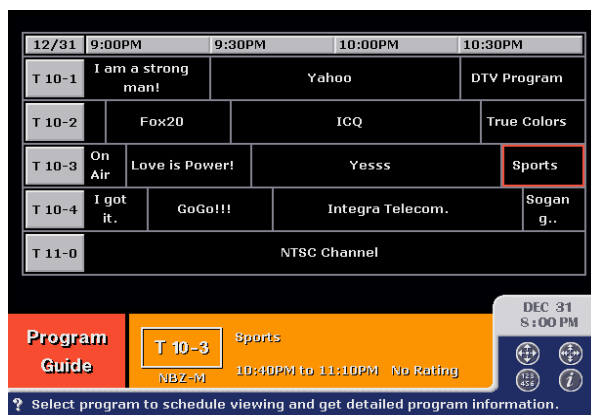 12/31 9:00PM 9:30PM 10:00PM 10:30PM
T 10-1 I am a strong man! Yahoo DTV Program
T 10-2 Fox20 ICQ True Colors
T 10-3 On Air Love is Power! Yesss Sports
T 10-4 I got it. GoGo!!! Integra Telecom. Sogang..
T 11-0 NTSC Channel
DEC 31
8:00 PM
Program
Guide
T 10-3
NBZ-M
Sports
10:40PM to 11:10PM No Rating
123
456
i
? Select program to schedule viewing and get detailed program information.